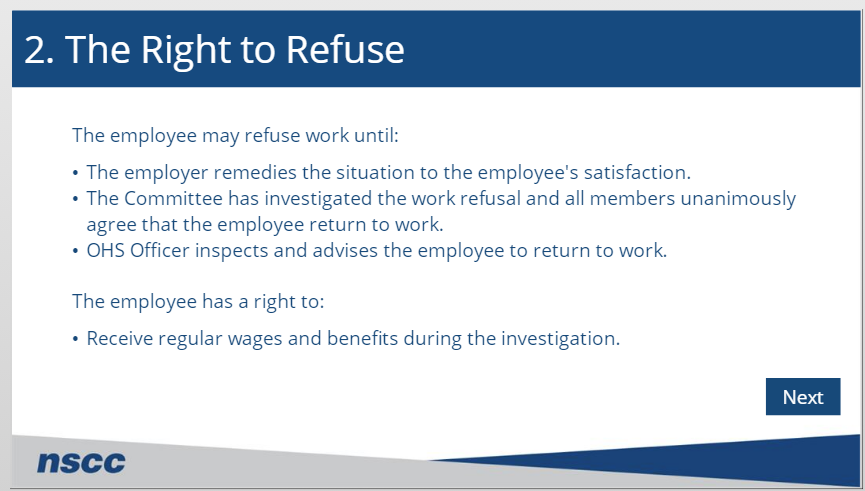 2. The Right to Refuse
The employee may refuse work until:
• The employer remedies the situation to the employee's satisfaction.
• The Committee has investigated the work refusal and all members unanimously
agree that the employee return to work.
• OHS Officer inspects and advises the employee to return to work.
The employee has a right to:
• Receive regular wages and benefits during the investigation.
Next
nscc